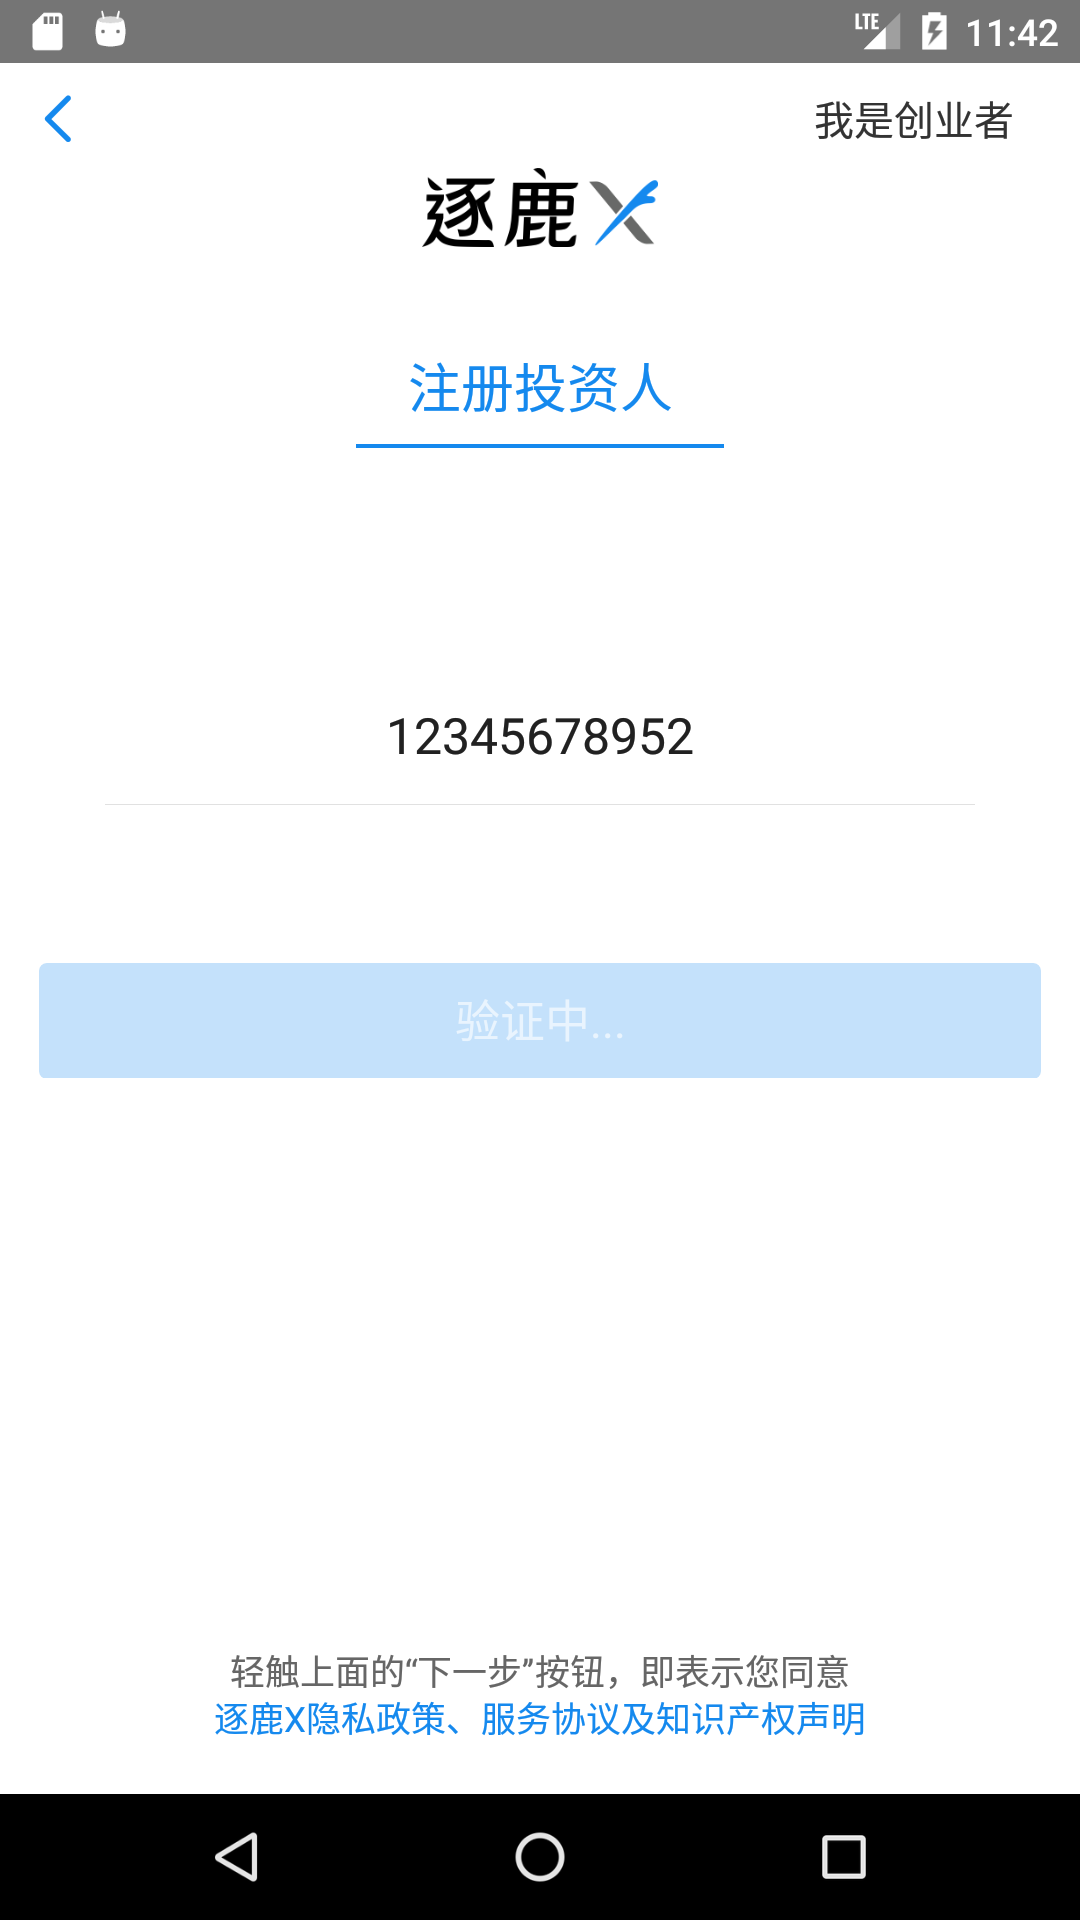 LTE 11:42
我是创业者
逐鹿X
注册投资人
12345678952
验证中...
轻触上面的“下一步”按钮，即表示您同意
逐鹿X隐私政策、服务协议及知识产权声明